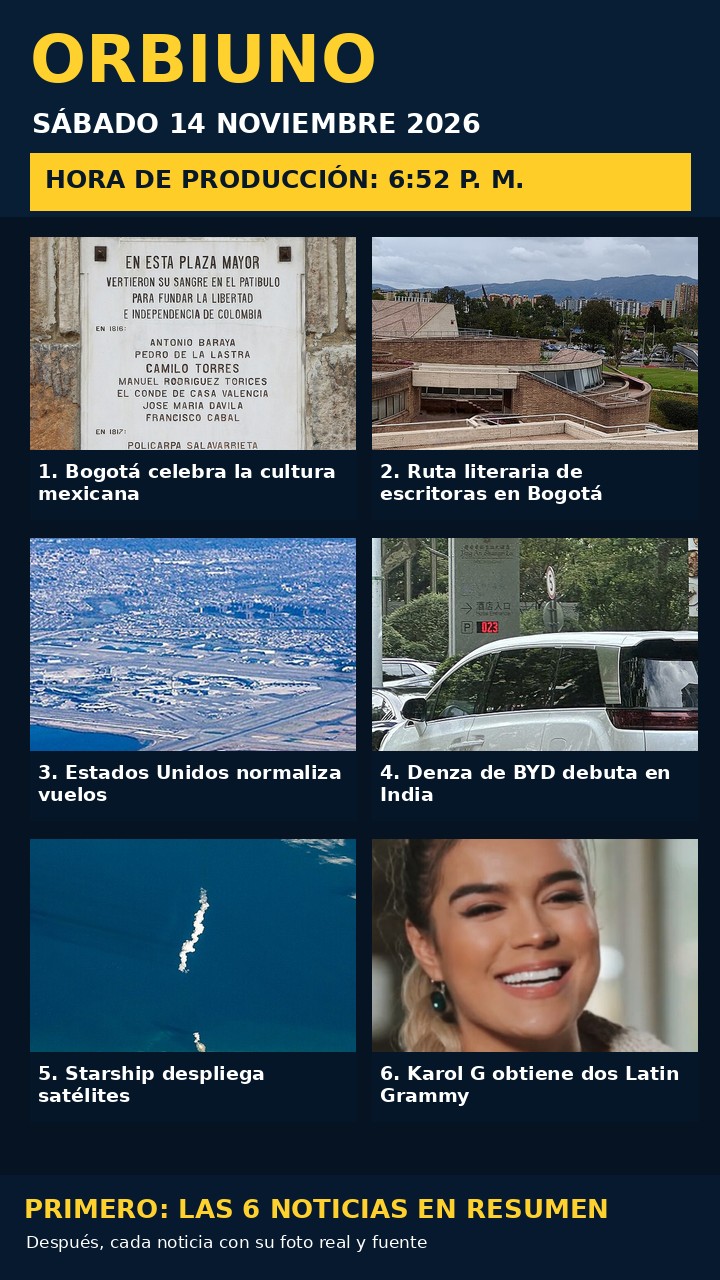 ORBIUNO
SÁBADO 14 NOVIEMBRE 2026
HORA DE PRODUCCIÓN: 6:52 P. M.
EN ESTA PLAZA MAYOR
VERTIERON SU SANGRE EN EL PATIBULO
PARA FUNDAR LA LIBERTAD
E INDEPENDENCIA DE COLOMBIA
EN 1816:
ANTONIO BARAYA
PEDRO DE LA LASTRA
CAMILO TORRES
MANUEL RODRIGUEZ TORICES
EL CONDE DE CASA VALENCIA
JOSE MARIA DAVILA
FRANCISCO CABAL
EN 1817:
POLICARPA SALAVARRIETA
1. Bogotá celebra la cultura
mexicana
2. Ruta literaria de
escritoras en Bogotá
3. Estados Unidos normaliza
vuelos
酒店入口
P
4. Denza de BYD debuta en
India
5. Starship despliega
satélites
6. Karol G obtiene dos Latin
Grammy
PRIMERO: LAS 6 NOTICIAS EN RESUMEN
Después, cada noticia con su foto real y fuente